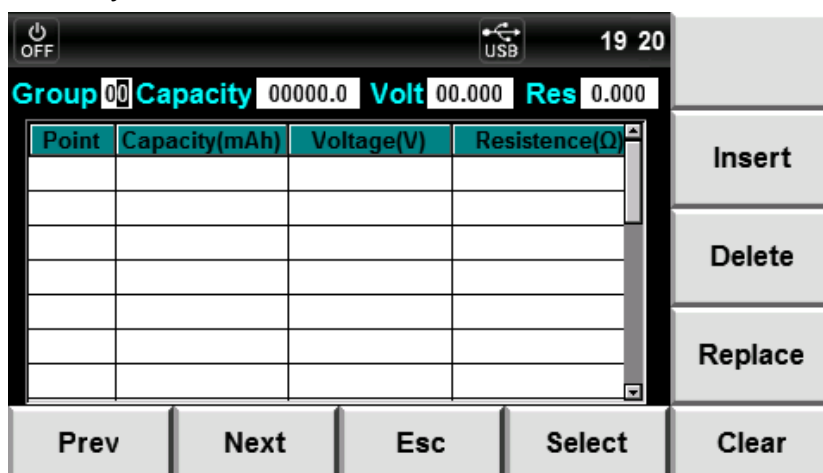 OFF USB 19 20
Group 00 Capacity 00000.0 Volt 00.000 Res 0.000
Point Capacity(mAh) Voltage(V) Resistence(Ω)
Insert
Delete
Replace
Prev Next Esc Select Clear